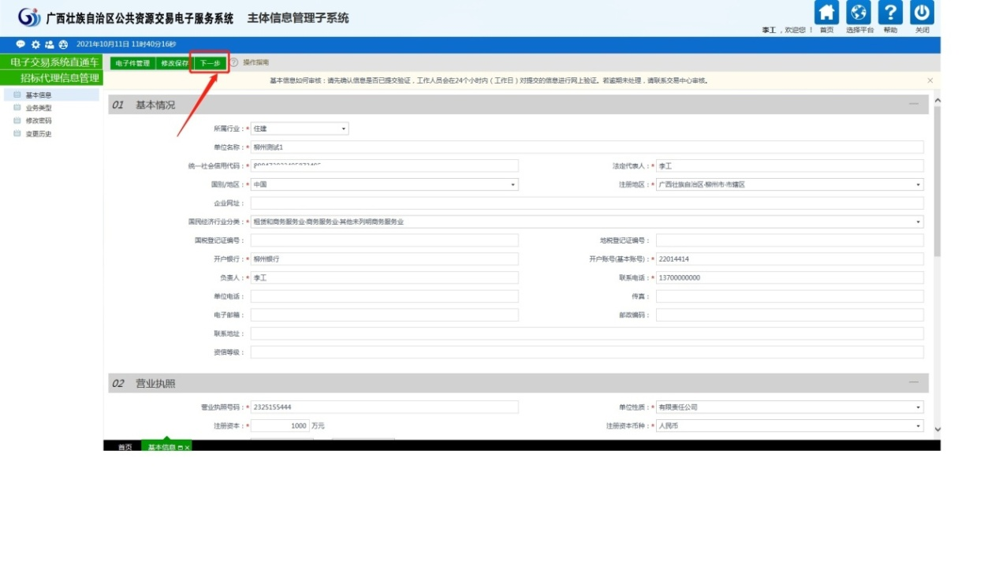 广西壮族自治区公共资源交易电子服务系统 主体信息管理子系统
李工，欢迎您！ 首页 选择平台 帮助 关闭
2021年10月11日 11时40分16秒
电子交易系统直通车
招标代理信息管理
基本信息
业务类型
修改密码
变更历史
电子件管理 修改保存 下一步 操作指南
基本信息如何审核：请先确认信息是否已提交验证，工作人员会在24个小时内（工作日）对提交的信息进行网上验证。若逾期未处理，请联系交易中心审核。
01 基本情况
所属行业：* 住建
单位名称：* 柳州测试1
统一社会信用代码：* 法定代表人：* 李工
国别/地区：* 中国 注册地区：* 广西壮族自治区·柳州市·市辖区
企业网址：
国民经济行业分类：* 租赁和商务服务业·商务服务业·其他未列明商务服务业
国税登记证编号： 地税登记证编号：
开户银行：* 柳州银行 开户账号(基本账号)：* 22014414
负责人：* 李工 联系电话：* 13700000000
单位电话： 传真：
电子邮箱： 邮政编码：
联系地址：
资信等级：
02 营业执照
营业执照号码：* 2325155444 单位性质：* 有限责任公司
注册资本：* 1000 万元 注册资本币种：* 人民币
首页 基本信息